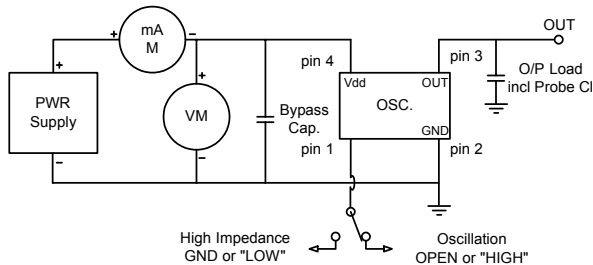 mA
M
+
–
OUT
+
+
pin 4
pin 3
Vdd
OUT
O/P Load
incl Probe Cl
PWR
Supply
VM
Bypass
Cap.
OSC.
GND
–
–
pin 1
pin 2
High Impedance
GND or "LOW"
Oscillation
OPEN or "HIGH"